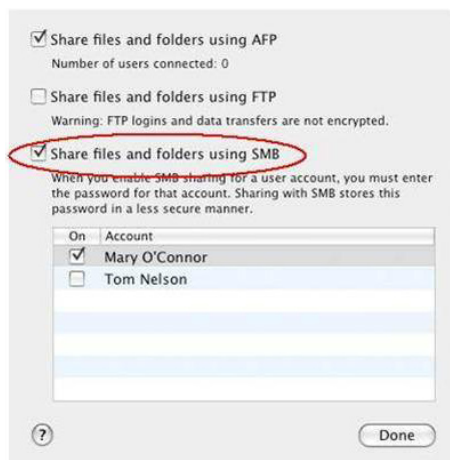 Share files and folders using AFP
Number of users connected: 0
Share files and folders using FTP
Warning: FTP logins and data transfers are not encrypted.
Share files and folders using SMB
When you enable SMB sharing for a user account, you must enter
the password for that account. Sharing with SMB stores this
password in a less secure manner.
On Account
Mary O'Connor
Tom Nelson
? Done